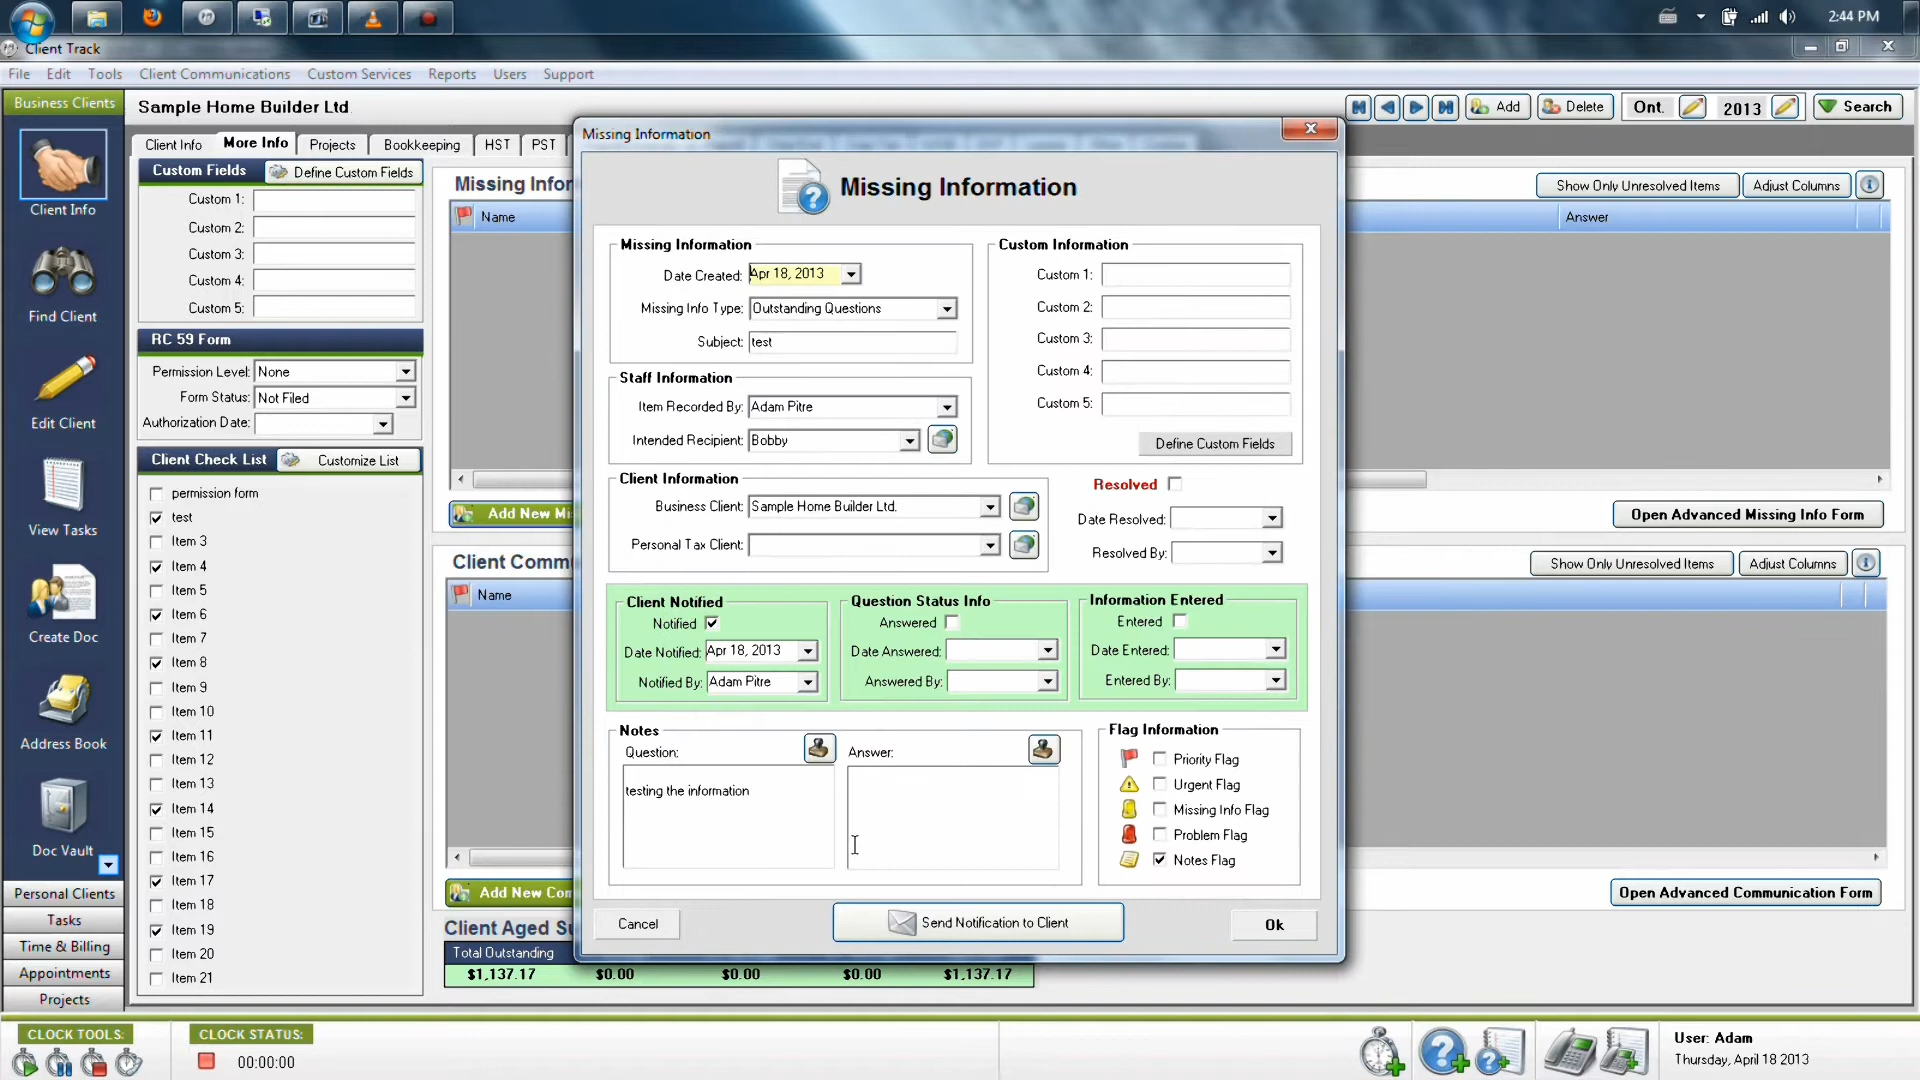 2:44 PM
Client Track
File Edit Tools Client Communications Custom Services Reports Users Support
Business Clients
Sample Home Builder Ltd.
Add
Delete
Ont.
2013
Search
Client Info
More Info
Projects
Bookkeeping
HST
PST
Client Info
Find Client
Edit Client
View Tasks
Create Doc
Address Book
Doc Vault
Personal Clients
Tasks
Time & Billing
Appointments
Projects
Custom Fields
Define Custom Fields
Custom 1:
Custom 2:
Custom 3:
Custom 4:
Custom 5:
RC 59 Form
Permission Level: None
Form Status: Not Filed
Authorization Date:
Client Check List
Customize List
permission form
test
Item 3
Item 4
Item 5
Item 6
Item 7
Item 8
Item 9
Item 10
Item 11
Item 12
Item 13
Item 14
Item 15
Item 16
Item 17
Item 18
Item 19
Item 20
Item 21
Missing Infor
Name
Show Only Unresolved Items
Adjust Columns
Answer
Add New Mi
Open Advanced Missing Info Form
Client Commu
Name
Show Only Unresolved Items
Adjust Columns
Add New Com
Open Advanced Communication Form
Client Aged Su
Total Outstanding
$1,137.17 $0.00 $0.00 $0.00 $1,137.17
Missing Information
Missing Information
Missing Information
Date Created: Apr 18, 2013
Missing Info Type: Outstanding Questions
Subject: test
Staff Information
Item Recorded By: Adam Pitre
Intended Recipient: Bobby
Client Information
Business Client: Sample Home Builder Ltd.
Personal Tax Client:
Custom Information
Custom 1:
Custom 2:
Custom 3:
Custom 4:
Custom 5:
Define Custom Fields
Resolved
Date Resolved:
Resolved By:
Client Notified
Notified
Date Notified: Apr 18, 2013
Notified By: Adam Pitre
Question Status Info
Answered
Date Answered:
Answered By:
Information Entered
Entered
Date Entered:
Entered By:
Notes
Question:
testing the information
Answer:
Flag Information
Priority Flag
Urgent Flag
Missing Info Flag
Problem Flag
Notes Flag
Cancel
Send Notification to Client
Ok
CLOCK TOOLS:
CLOCK STATUS:
00:00:00
User: Adam
Thursday, April 18 2013